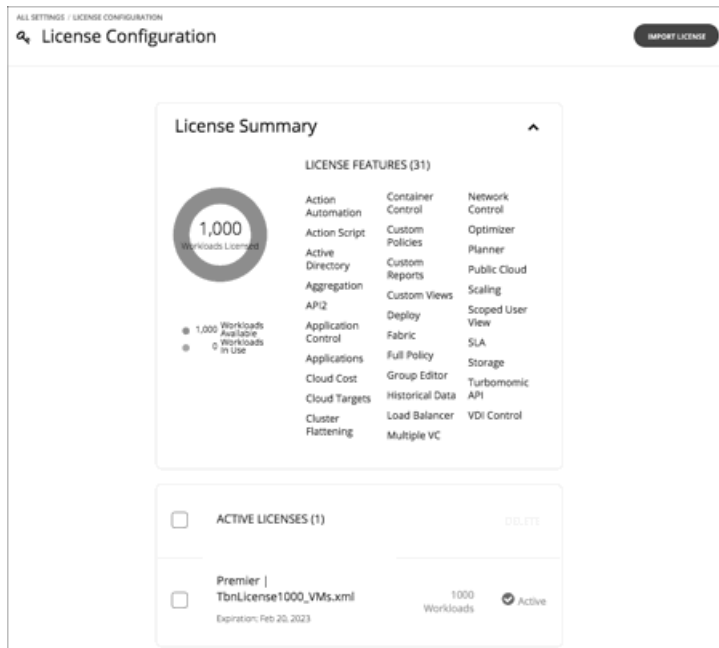 ALL SETTINGS / LICENSE CONFIGURATION
License Configuration
IMPORT LICENSE
License Summary
1,000
Workloads Licensed
1,000 Workloads
Available
0 Workloads
In Use
LICENSE FEATURES (31)
Action
Automation
Action Script
Active
Directory
Aggregation
API2
Application
Control
Applications
Cloud Cost
Cloud Targets
Cluster
Flattening
Container
Control
Custom
Policies
Custom
Reports
Custom Views
Deploy
Fabric
Full Policy
Group Editor
Historical Data
Load Balancer
Multiple VC
Network
Control
Optimizer
Planner
Public Cloud
Scaling
Scoped User
View
SLA
Storage
Turbomomic
API
VDI Control
ACTIVE LICENSES (1)
DELETE
Premier |
TbnLicense1000_VMs.xml
Expiration: Feb 20, 2023
1000
Workloads
Active